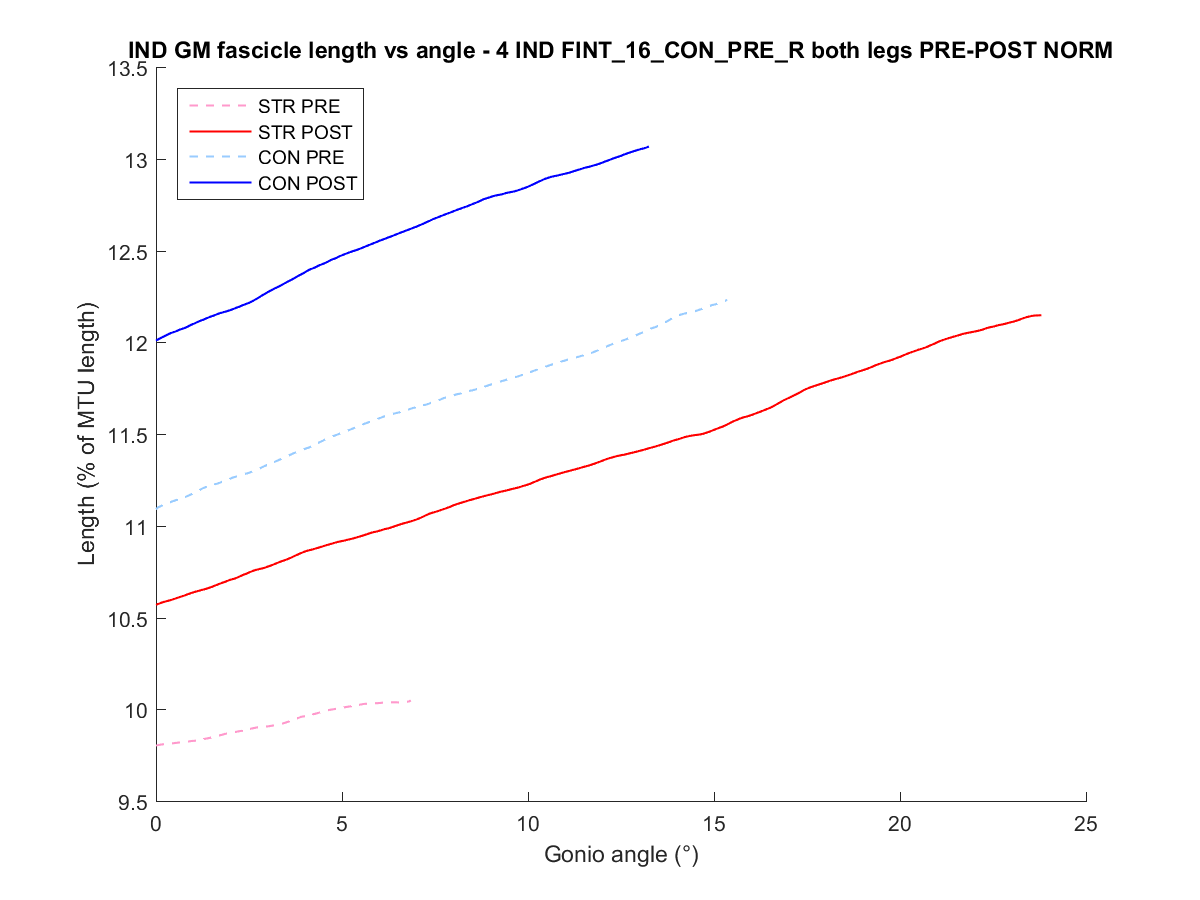 IND GM fascicle length vs angle - 4 IND FINT_16_CON_PRE_R both legs PRE-POST NORM
13.5
13
12.5
12
11.5
11
10.5
10
9.5
Length (% of MTU length)
STR PRE
STR POST
CON PRE
CON POST
0
5
10
15
20
25
Gonio angle (°)